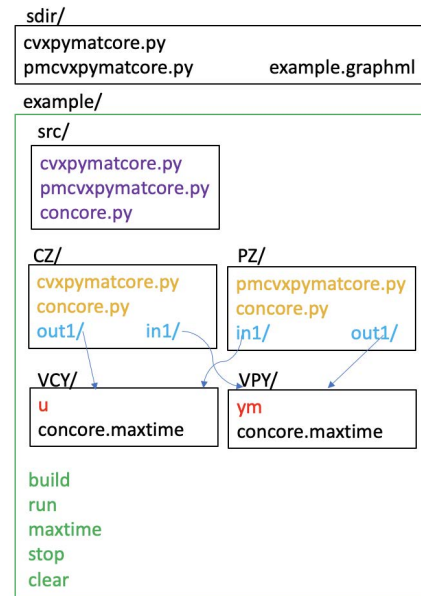 sdir/
cvxpymatcore.py
pmcvxpymatcore.py example.graphml
example/
src/
cvxpymatcore.py
pmcvxpymatcore.py
concore.py
CZ/ PZ/
cvxpymatcore.py pmcvxpymatcore.py
concore.py concore.py
out1/ in1/ in1/ out1/
VCY/ VPY/
u ym
concore.maxtime concore.maxtime
build
run
maxtime
stop
clear